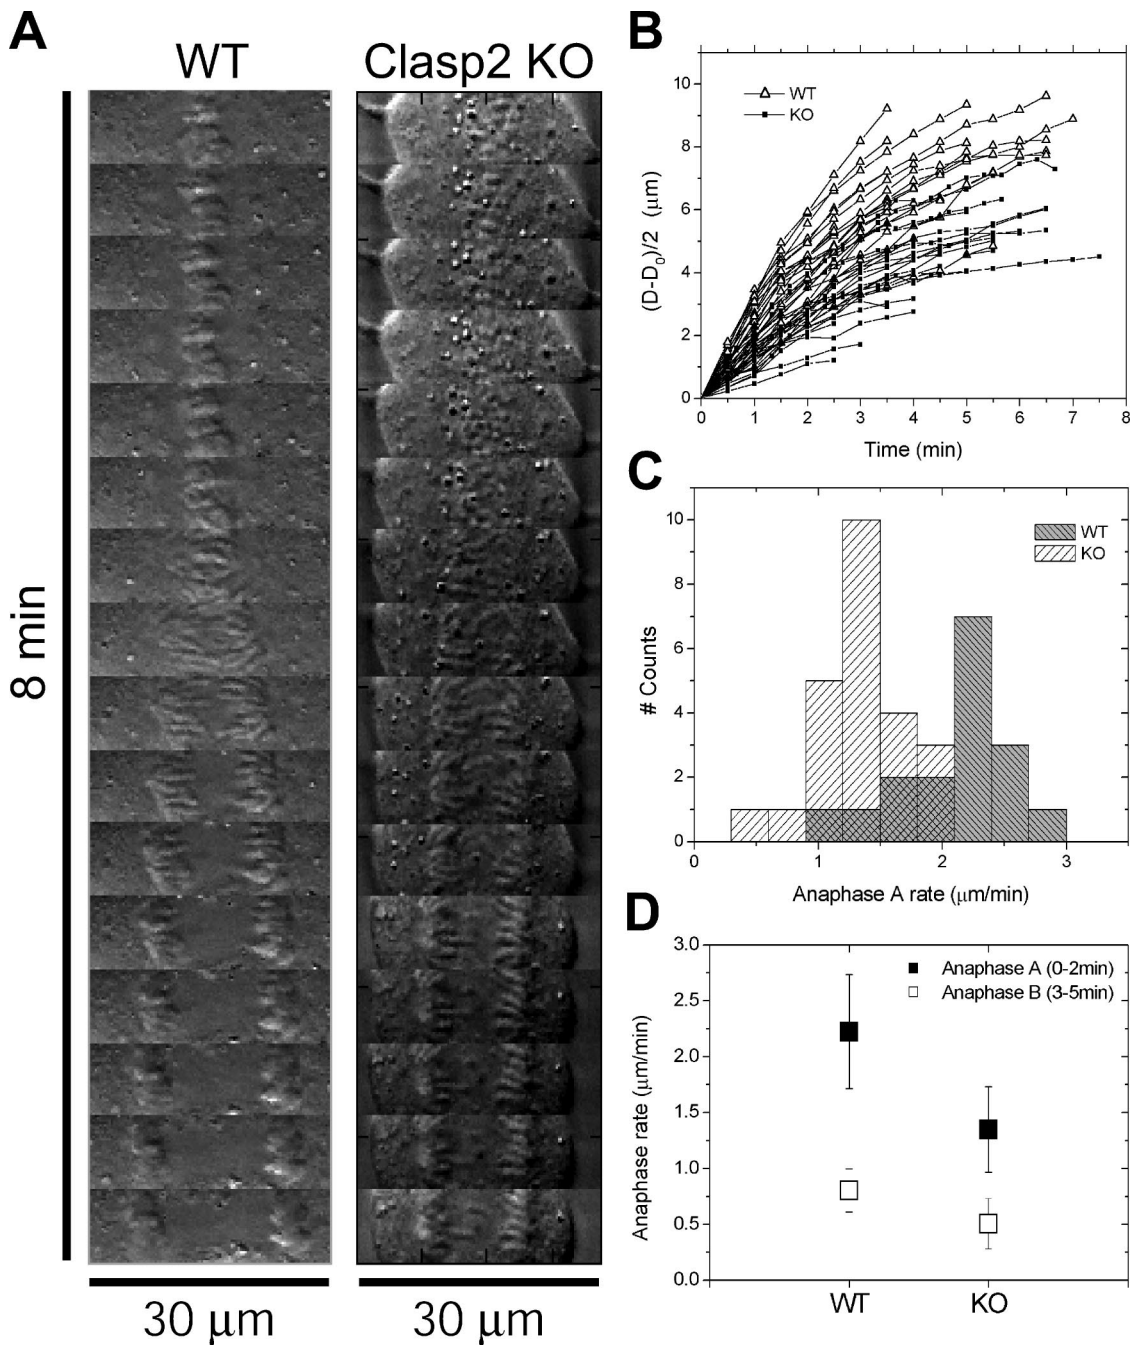 A
WT
Clasp2 KO
8 min
30 μm
30 μm
B
10
8
6
4
2
0
(D-D₀)/2 (μm)
WT
KO
0 1 2 3 4 5 6 7 8
Time (min)
C
10
8
6
4
2
0
# Counts
WT
KO
0 1 2 3
Anaphase A rate (μm/min)
D
3.0
2.5
2.0
1.5
1.0
0.5
0.0
Anaphase rate (μm/min)
Anaphase A (0-2min)
Anaphase B (3-5min)
WT KO